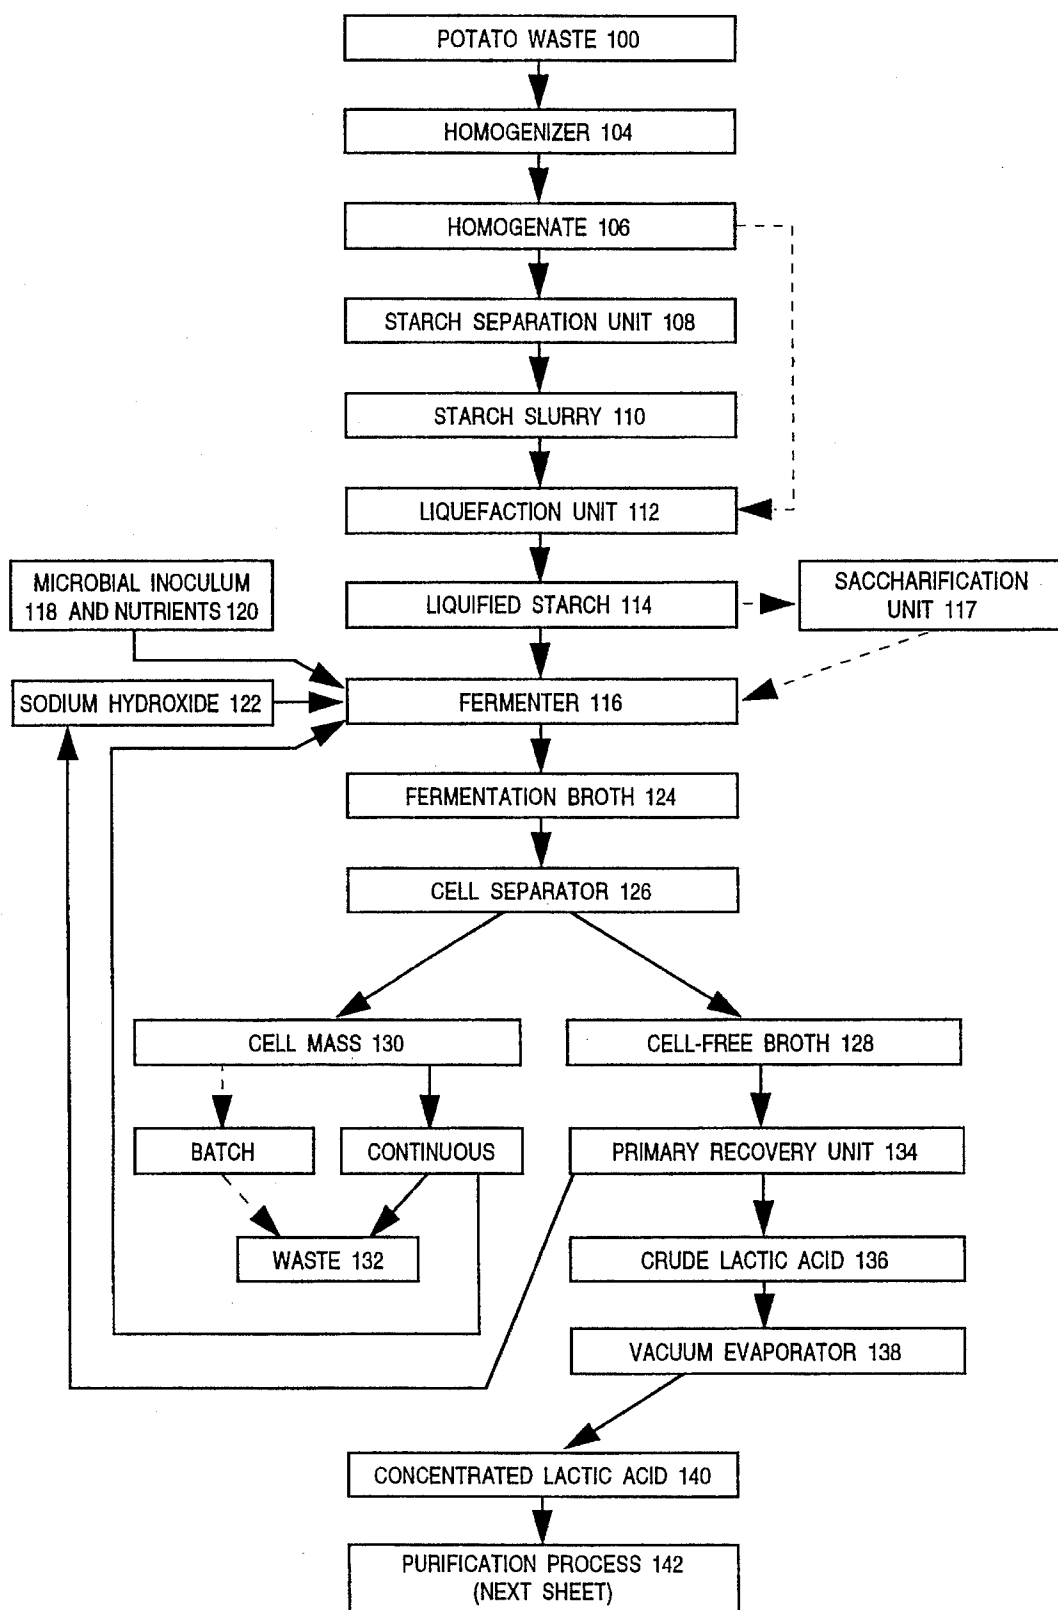 POTATO WASTE 100
HOMOGENIZER 104
HOMOGENATE 106
STARCH SEPARATION UNIT 108
STARCH SLURRY 110
LIQUEFACTION UNIT 112
MICROBIAL INOCULUM
118 AND NUTRIENTS 120
LIQUIFIED STARCH 114
SACCHARIFICATION
UNIT 117
SODIUM HYDROXIDE 122
FERMENTER 116
FERMENTATION BROTH 124
CELL SEPARATOR 126
CELL MASS 130
CELL-FREE BROTH 128
BATCH
CONTINUOUS
PRIMARY RECOVERY UNIT 134
WASTE 132
CRUDE LACTIC ACID 136
VACUUM EVAPORATOR 138
CONCENTRATED LACTIC ACID 140
PURIFICATION PROCESS 142
(NEXT SHEET)